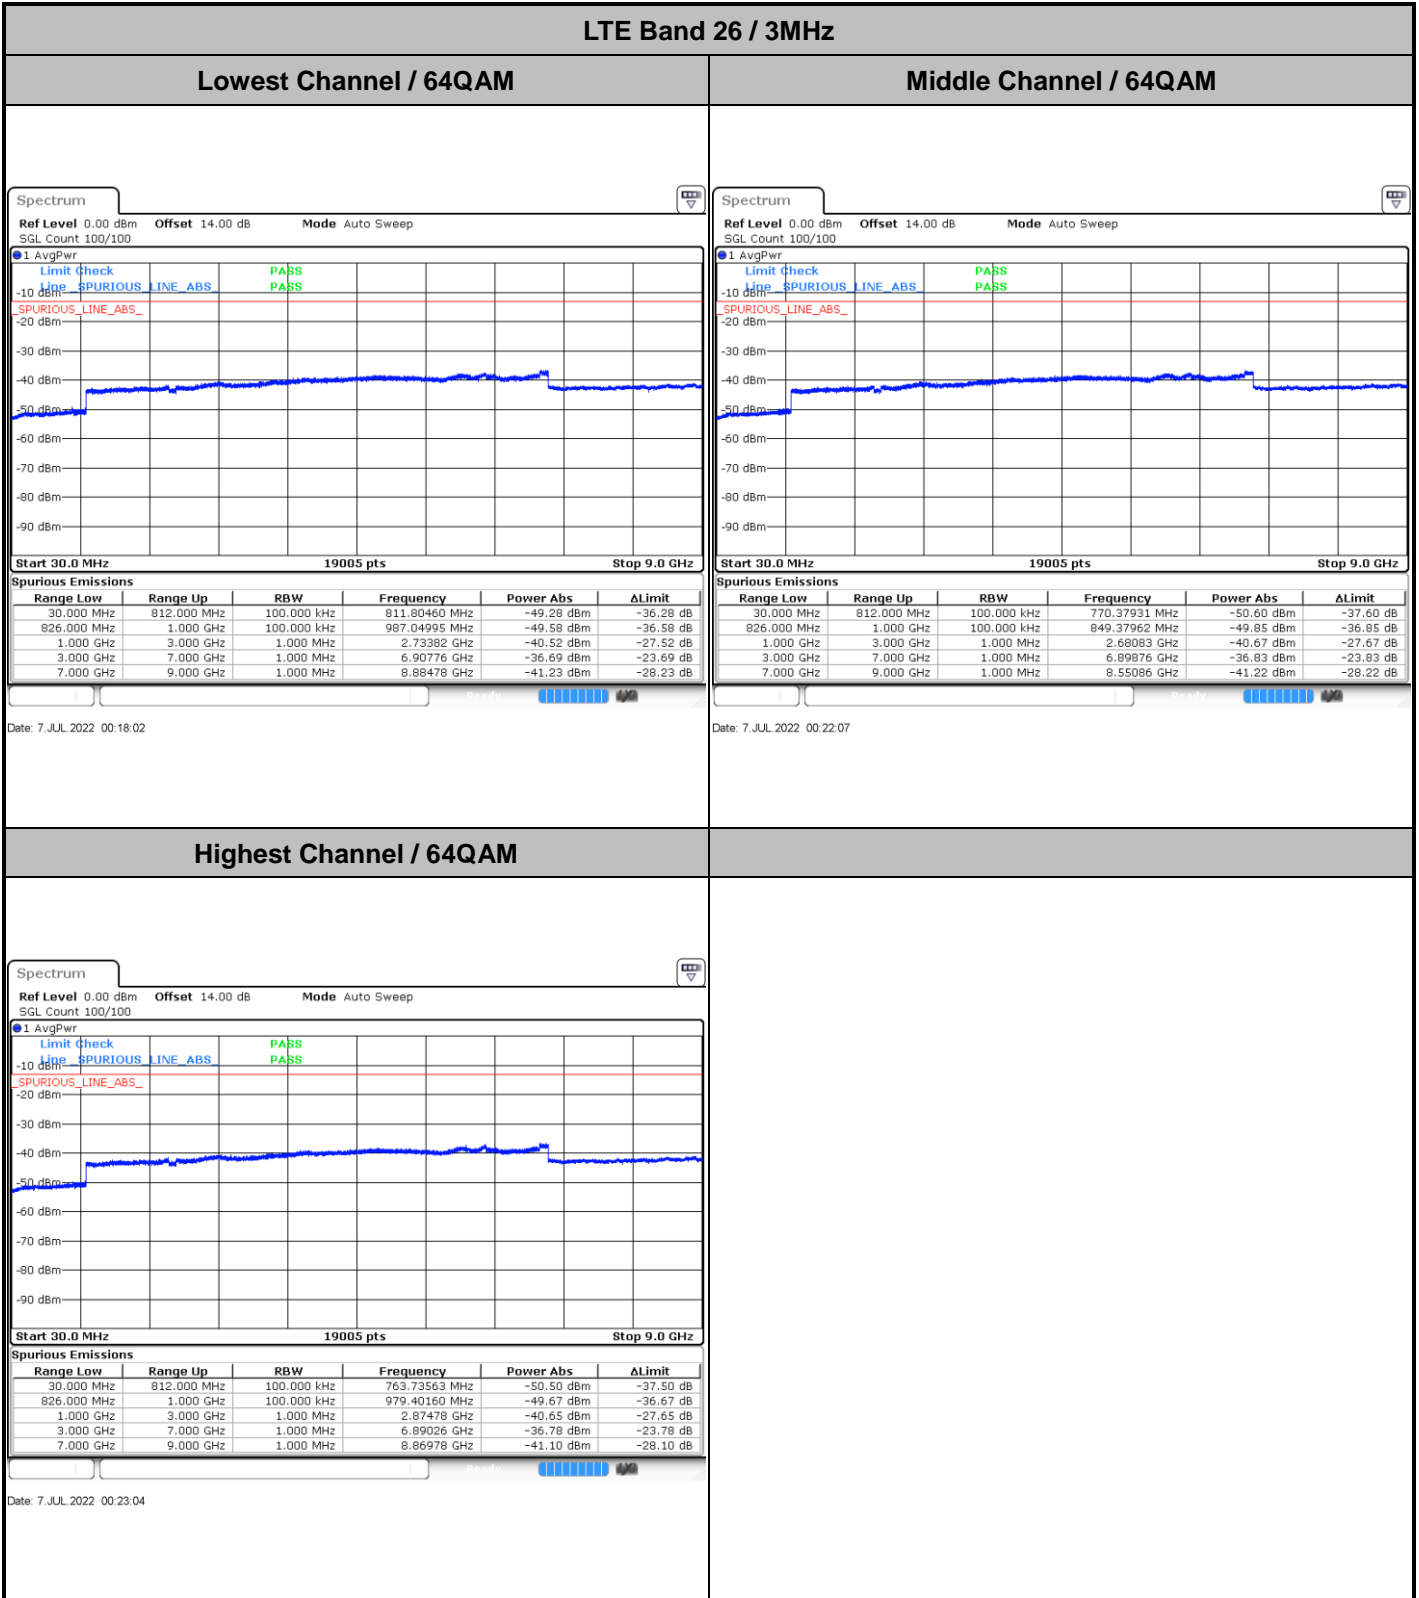 LTE Band 26 / 3MHz
Lowest Channel / 64QAM
Middle Channel / 64QAM
Spectrum
Ref Level 0.00 dBm Offset 14.00 dB Mode Auto Sweep
SGL Count 100/100
1 AvgPwr
Limit Check PASS
Line _SPURIOUS_LINE_ABS_ PASS
-10 dBm
_SPURIOUS_LINE_ABS_
-20 dBm
-30 dBm
-40 dBm
-50 dBm
-60 dBm
-70 dBm
-80 dBm
-90 dBm
Start 30.0 MHz 19005 pts Stop 9.0 GHz
Spurious Emissions
Range Low Range Up RBW Frequency Power Abs ΔLimit
30.000 MHz 812.000 MHz 100.000 kHz 811.80460 MHz -49.28 dBm -36.28 dB
826.000 MHz 1.000 GHz 100.000 kHz 987.04995 MHz -49.58 dBm -36.58 dB
1.000 GHz 3.000 GHz 1.000 MHz 2.73382 GHz -40.52 dBm -27.52 dB
3.000 GHz 7.000 GHz 1.000 MHz 6.90776 GHz -36.69 dBm -23.69 dB
7.000 GHz 9.000 GHz 1.000 MHz 8.88478 GHz -41.23 dBm -28.23 dB
Ready
Date: 7.JUL.2022 00:18:02
Spectrum
Ref Level 0.00 dBm Offset 14.00 dB Mode Auto Sweep
SGL Count 100/100
1 AvgPwr
Limit Check PASS
Line _SPURIOUS_LINE_ABS_ PASS
-10 dBm
_SPURIOUS_LINE_ABS_
-20 dBm
-30 dBm
-40 dBm
-50 dBm
-60 dBm
-70 dBm
-80 dBm
-90 dBm
Start 30.0 MHz 19005 pts Stop 9.0 GHz
Spurious Emissions
Range Low Range Up RBW Frequency Power Abs ΔLimit
30.000 MHz 812.000 MHz 100.000 kHz 770.37931 MHz -50.60 dBm -37.60 dB
826.000 MHz 1.000 GHz 100.000 kHz 849.37962 MHz -49.85 dBm -36.85 dB
1.000 GHz 3.000 GHz 1.000 MHz 2.68083 GHz -40.67 dBm -27.67 dB
3.000 GHz 7.000 GHz 1.000 MHz 6.89876 GHz -36.83 dBm -23.83 dB
7.000 GHz 9.000 GHz 1.000 MHz 8.55086 GHz -41.22 dBm -28.22 dB
Ready
Date: 7.JUL.2022 00:22:07
Highest Channel / 64QAM
Spectrum
Ref Level 0.00 dBm Offset 14.00 dB Mode Auto Sweep
SGL Count 100/100
1 AvgPwr
Limit Check PASS
Line _SPURIOUS_LINE_ABS_ PASS
-10 dBm
_SPURIOUS_LINE_ABS_
-20 dBm
-30 dBm
-40 dBm
-50 dBm
-60 dBm
-70 dBm
-80 dBm
-90 dBm
Start 30.0 MHz 19005 pts Stop 9.0 GHz
Spurious Emissions
Range Low Range Up RBW Frequency Power Abs ΔLimit
30.000 MHz 812.000 MHz 100.000 kHz 763.73563 MHz -50.50 dBm -37.50 dB
826.000 MHz 1.000 GHz 100.000 kHz 979.40160 MHz -49.67 dBm -36.67 dB
1.000 GHz 3.000 GHz 1.000 MHz 2.87478 GHz -40.65 dBm -27.65 dB
3.000 GHz 7.000 GHz 1.000 MHz 6.89026 GHz -36.78 dBm -23.78 dB
7.000 GHz 9.000 GHz 1.000 MHz 8.86978 GHz -41.10 dBm -28.10 dB
Ready
Date: 7.JUL.2022 00:23:04